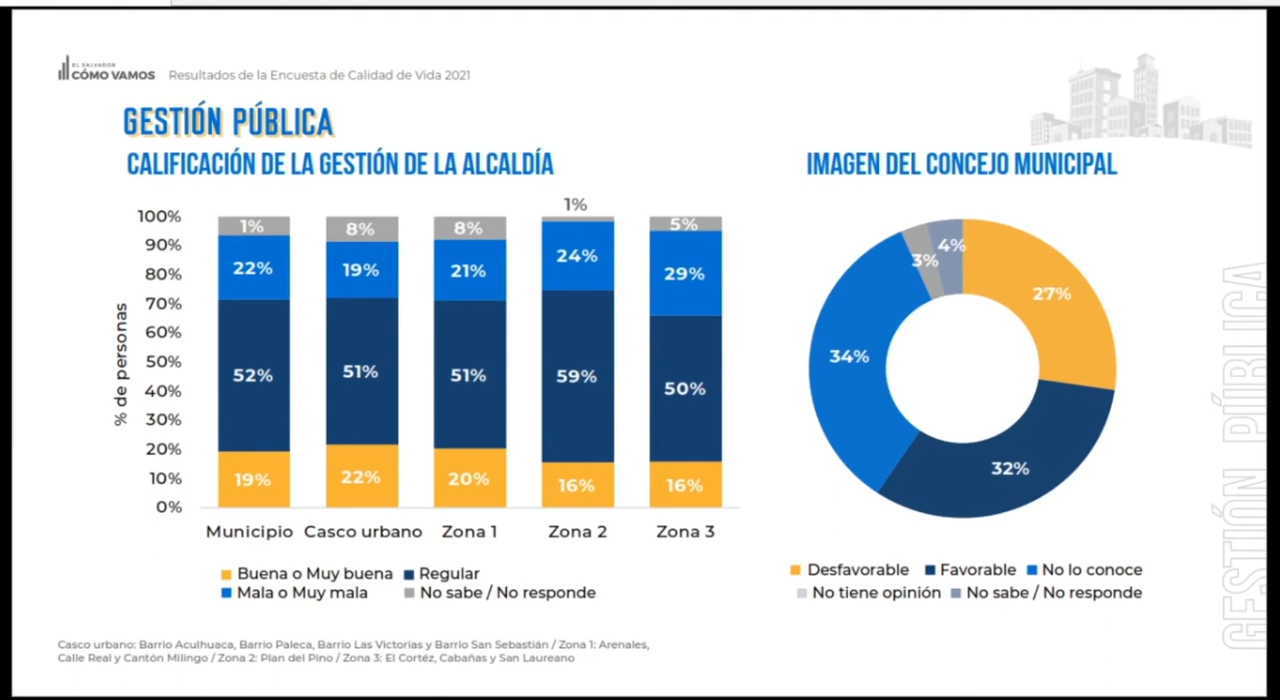 EL SALVADOR
CÓMO VAMOS
Resultados de la Encuesta de Calidad de Vida 2021
GESTIÓN PÚBLICA
CALIFICACIÓN DE LA GESTIÓN DE LA ALCALDÍA
IMAGEN DEL CONCEJO MUNICIPAL
% de personas
100%
90%
80%
70%
60%
50%
40%
30%
20%
10%
0%
1% 8% 8% 1% 5%
22% 19% 21% 24% 29%
52% 51% 51% 59% 50%
19% 22% 20% 16% 16%
Municipio Casco urbano Zona 1 Zona 2 Zona 3
Buena o Muy buena Regular
Mala o Muy mala No sabe / No responde
3% 4%
27%
34%
32%
Desfavorable Favorable No lo conoce
No tiene opinión No sabe / No responde
GESTIÓN PÚBLICA
Casco urbano: Barrio Aculhuaca, Barrio Paleca, Barrio Las Victorias y Barrio San Sebastián / Zona 1: Arenales,
Calle Real y Cantón Milingo / Zona 2: Plan del Pino / Zona 3: El Cortéz, Cabañas y San Laureano